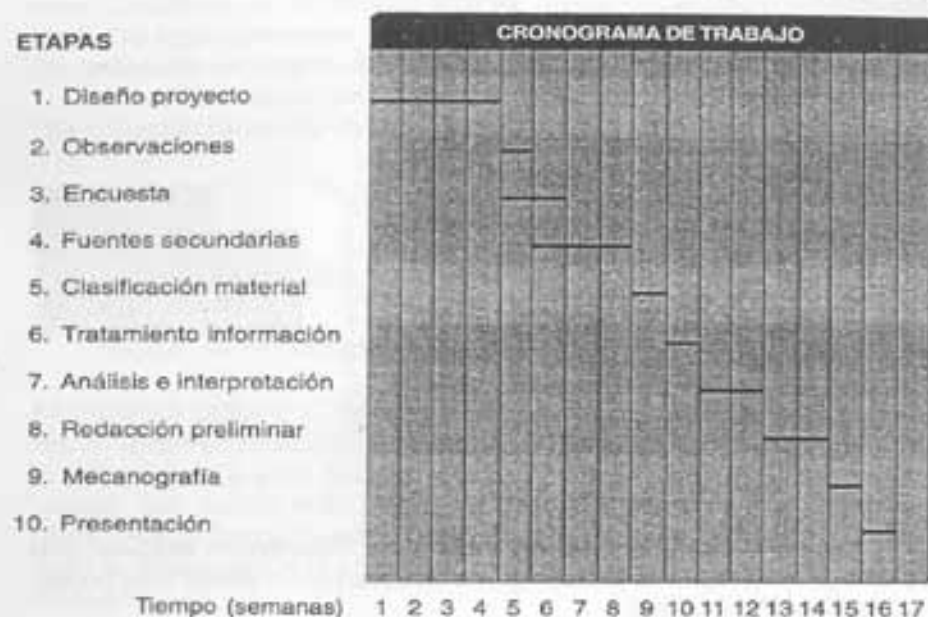 CRONOGRAMA DE TRABAJO
ETAPAS
1. Diseño proyecto
2. Observaciones
3. Encuesta
4. Fuentes secundarias
5. Clasificación material
6. Tratamiento información
7. Análisis e interpretación
8. Redacción preliminar
9. Mecanografía
10. Presentación
Tiempo (semanas) 1 2 3 4 5 6 7 8 9 10 11 12 13 14 15 16 17